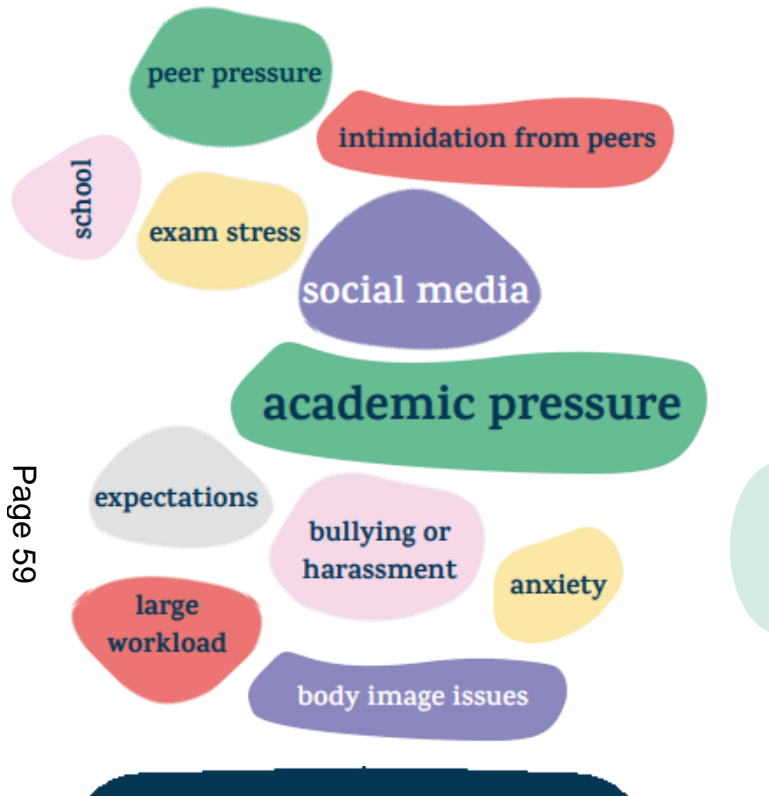 peer pressure
intimidation from peers
school
exam stress
social media
academic pressure
expectations
bullying or
harassment
anxiety
large
workload
body image issues
Page 59